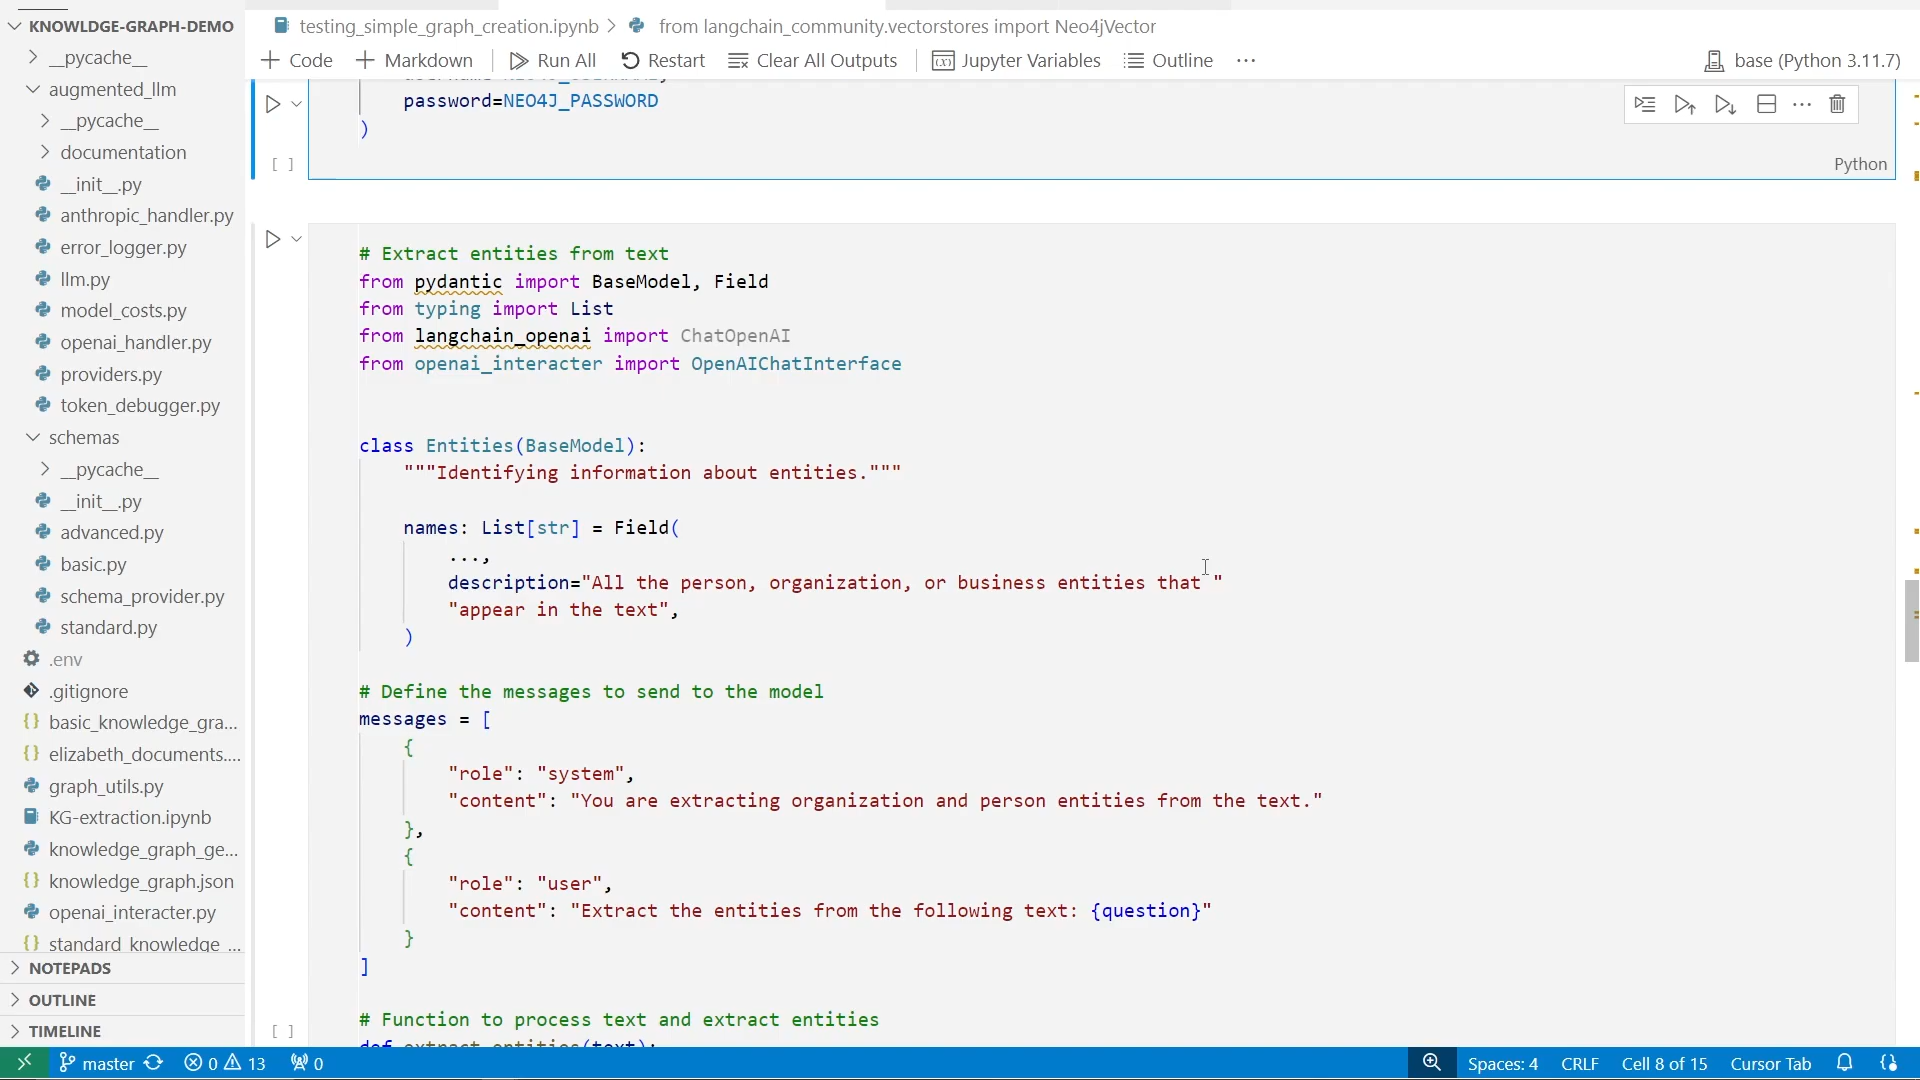 KNOWLDGE-GRAPH-DEMO
__pycache__
augmented_llm
__pycache__
documentation
__init__.py
anthropic_handler.py
error_logger.py
llm.py
model_costs.py
openai_handler.py
providers.py
token_debugger.py
schemas
__pycache__
__init__.py
advanced.py
basic.py
schema_provider.py
standard.py
.env
.gitignore
basic_knowledge_gra...
elizabeth_documents....
graph_utils.py
KG-extraction.ipynb
knowledge_graph_ge...
knowledge_graph.json
openai_interacter.py
standard_knowledge_...
NOTEPADS
OUTLINE
TIMELINE
testing_simple_graph_creation.ipynb > from langchain_community.vectorstores import Neo4jVector
+ Code + Markdown Run All Restart Clear All Outputs Jupyter Variables Outline ... base (Python 3.11.7)
password=NEO4J_PASSWORD
)
[ ] Python
# Extract entities from text
from pydantic import BaseModel, Field
from typing import List
from langchain_openai import ChatOpenAI
from openai_interacter import OpenAIChatInterface
class Entities(BaseModel):
"""Identifying information about entities."""
names: List[str] = Field(
...,
description="All the person, organization, or business entities that "
"appear in the text",
)
# Define the messages to send to the model
messages = [
{
"role": "system",
"content": "You are extracting organization and person entities from the text."
},
{
"role": "user",
"content": "Extract the entities from the following text: {question}"
}
]
# Function to process text and extract entities
[ ] def extract_entities(text):
master 0 13 0 Spaces: 4 CRLF Cell 8 of 15 Cursor Tab